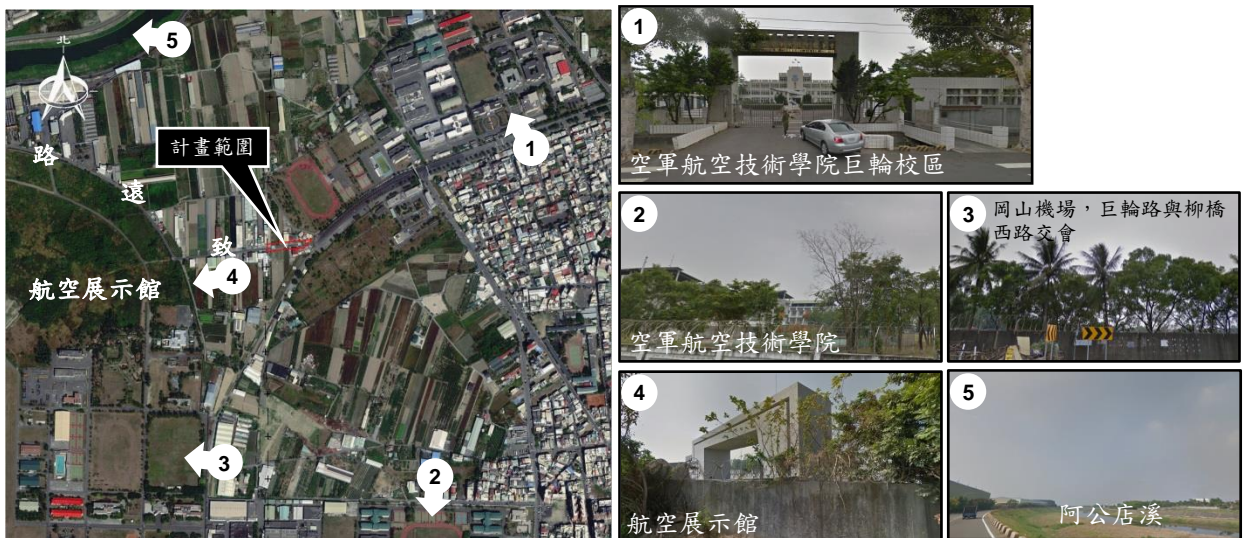 北
5
路
遠
致
計畫範圍
1
4
航空展示館
3
2
1
空軍航空技術學院巨輪校區
2
空軍航空技術學院
3
岡山機場，巨輪路與柳橋
西路交會
4
航空展示館
5
阿公店溪